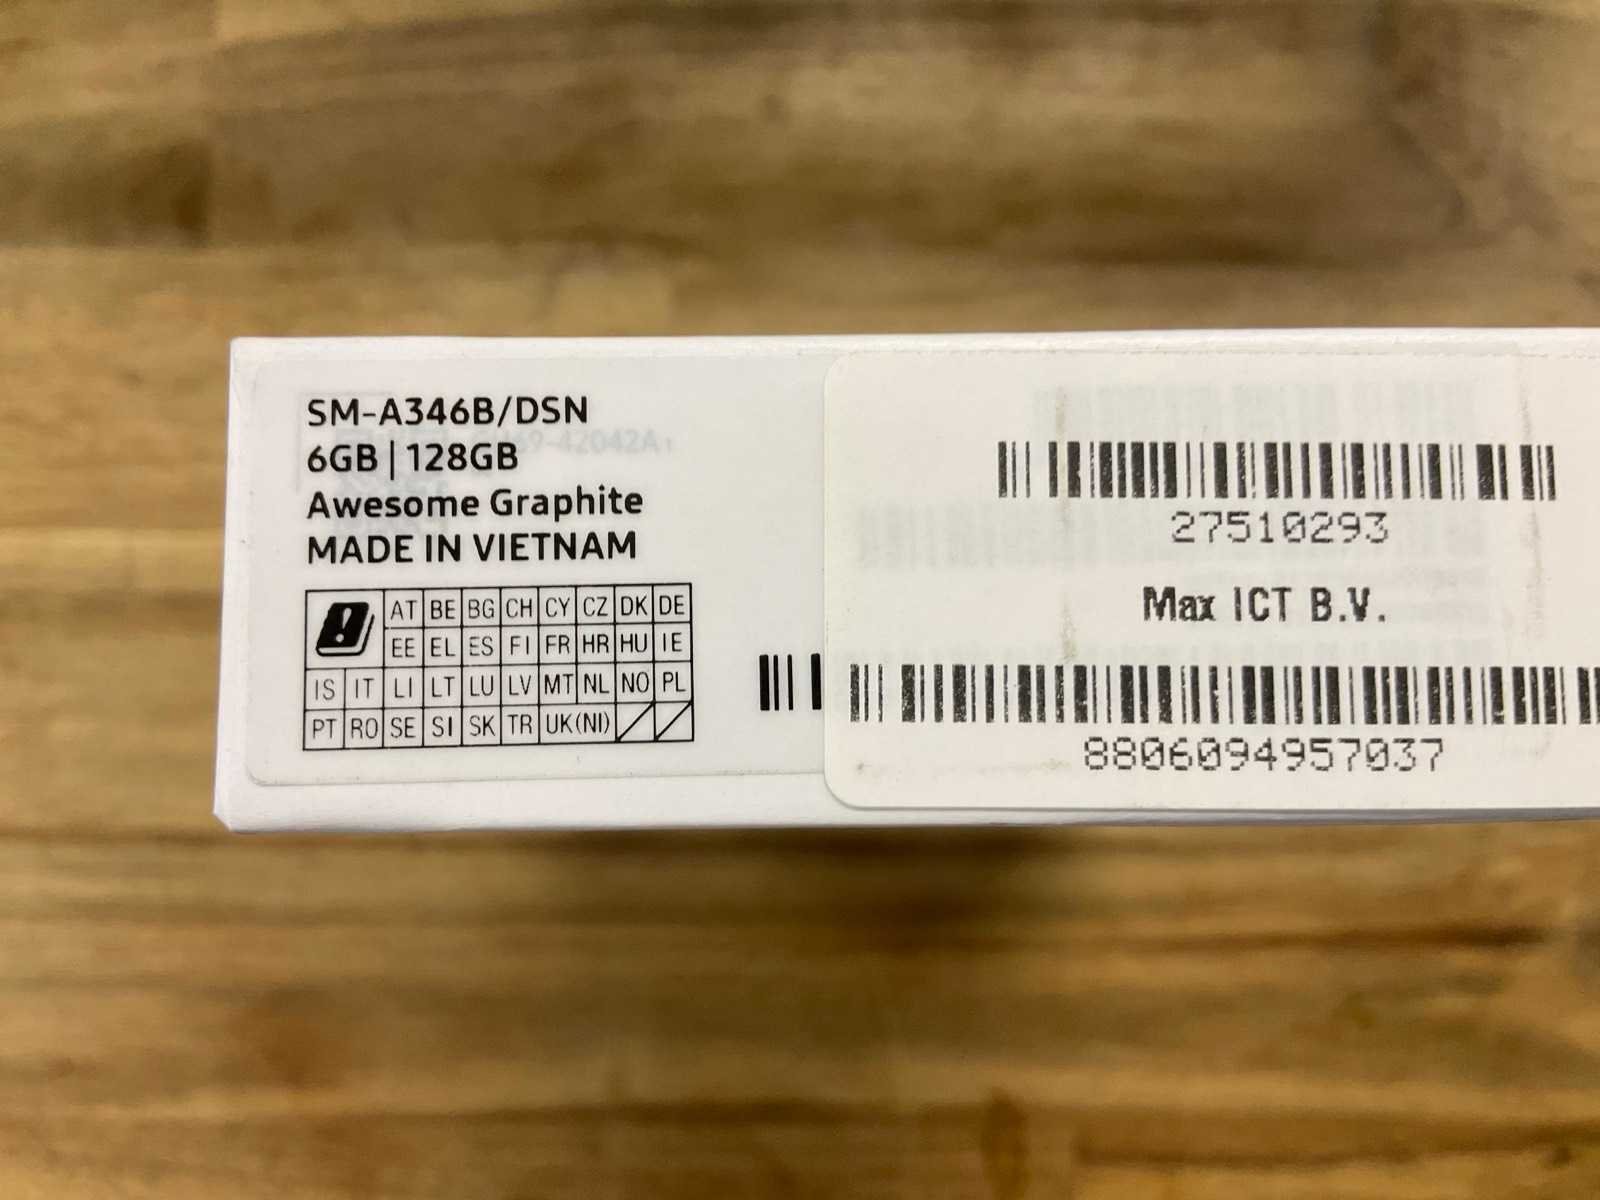 SM-A346B/DSN
6GB | 128GB
Awesome Graphite
MADE IN VIETNAM
AT BE BG CH CY CZ DK DE
EE EL ES FI FR HR HU IE
IS IT LI LT LU LV MT NL NO PL
PT RO SE SI SK TR UK(NI)
27510293
Max ICT B.V.
8806094957037